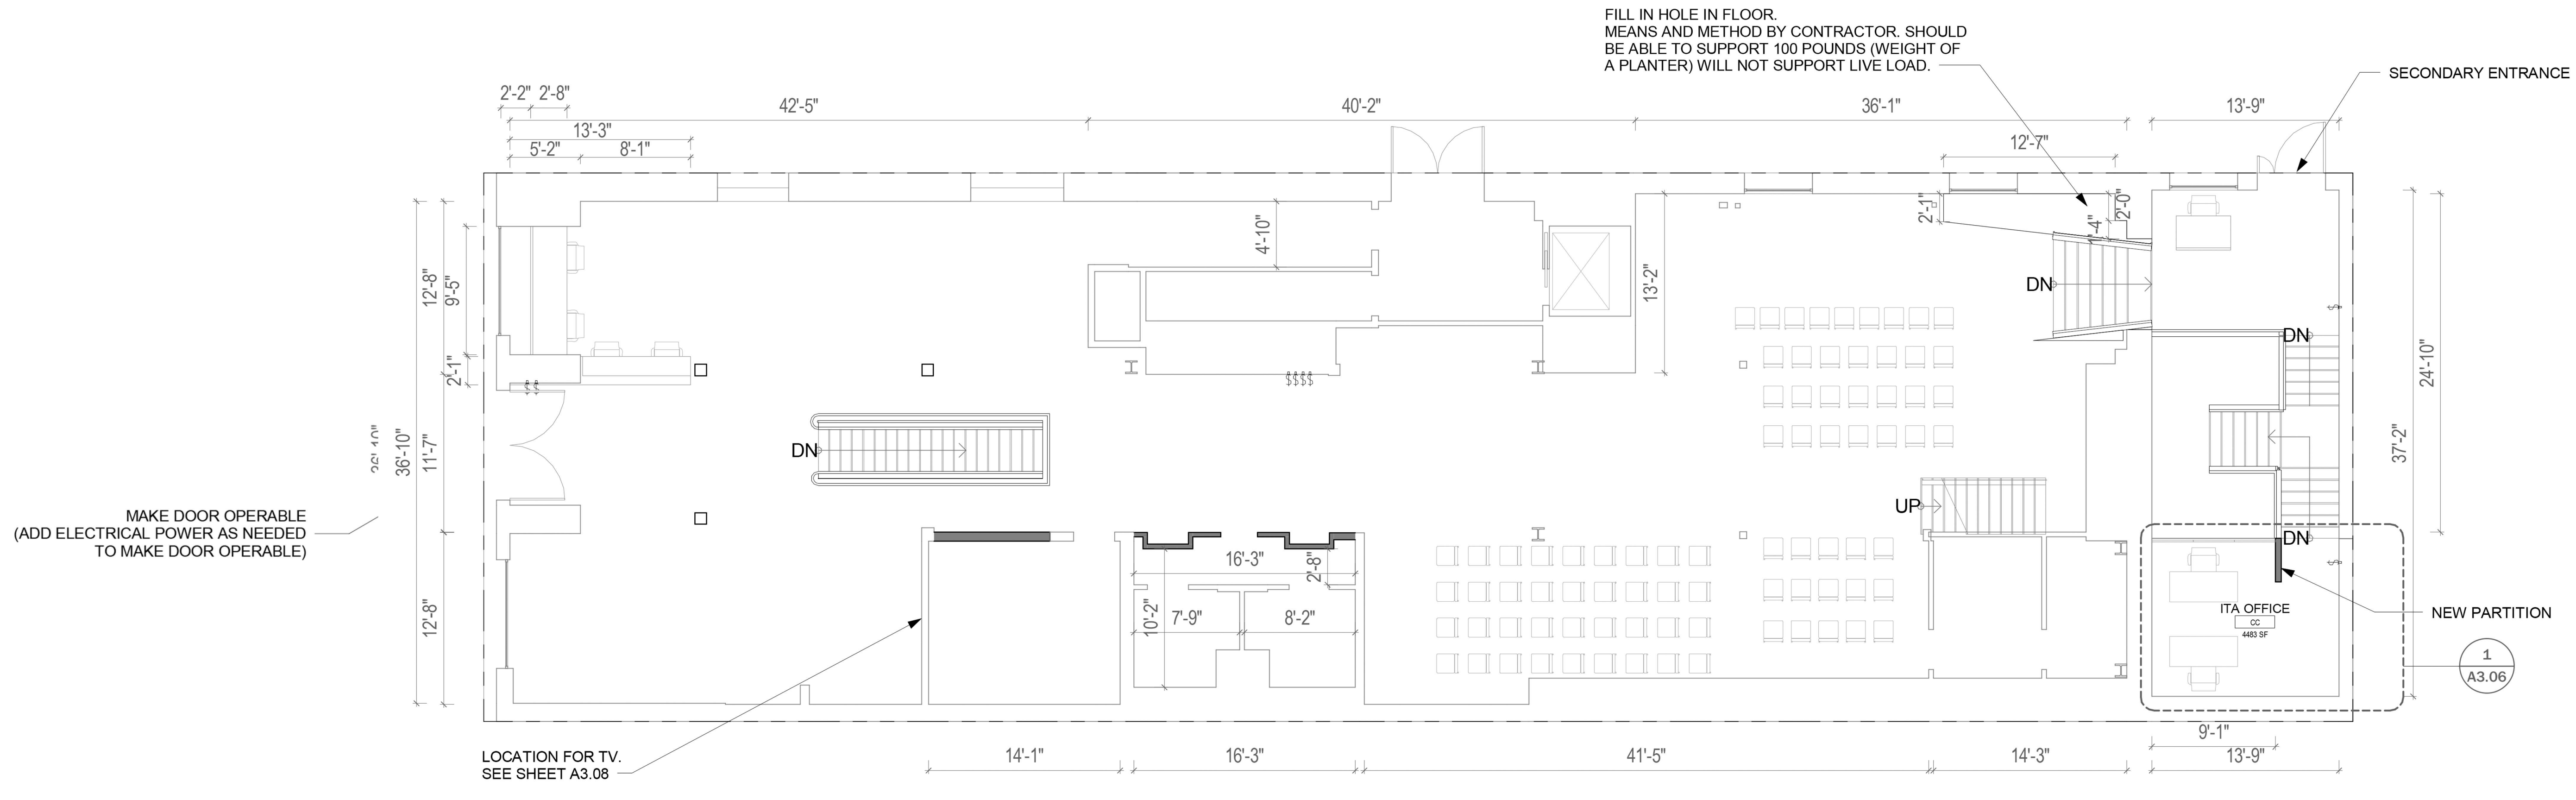 FILL IN HOLE IN FLOOR.
MEANS AND METHOD BY CONTRACTOR. SHOULD
BE ABLE TO SUPPORT 100 POUNDS (WEIGHT OF
A PLANTER) WILL NOT SUPPORT LIVE LOAD.
SECONDARY ENTRANCE
2'-2" 2'-8"
42'-5"
40'-2"
36'-1"
13'-9"
13'-3"
5'-2"
8'-1"
12'-7"
2'-1"
1'-4"
2'-0"
4'-10"
13'-2"
12'-8"
9'-5"
2'-1"
DN
DN
24'-10"
37'-2"
36'-10"
11'-7"
$ $
$$$$
$
DN
UP
DN
MAKE DOOR OPERABLE
(ADD ELECTRICAL POWER AS NEEDED
TO MAKE DOOR OPERABLE)
16'-3"
2'-8"
10'-2"
7'-9"
8'-2"
12'-8"
$
ITA OFFICE
CC
4483 SF
NEW PARTITION
1
A3.06
LOCATION FOR TV.
SEE SHEET A3.08
14'-1"
16'-3"
41'-5"
14'-3"
9'-1"
13'-9"